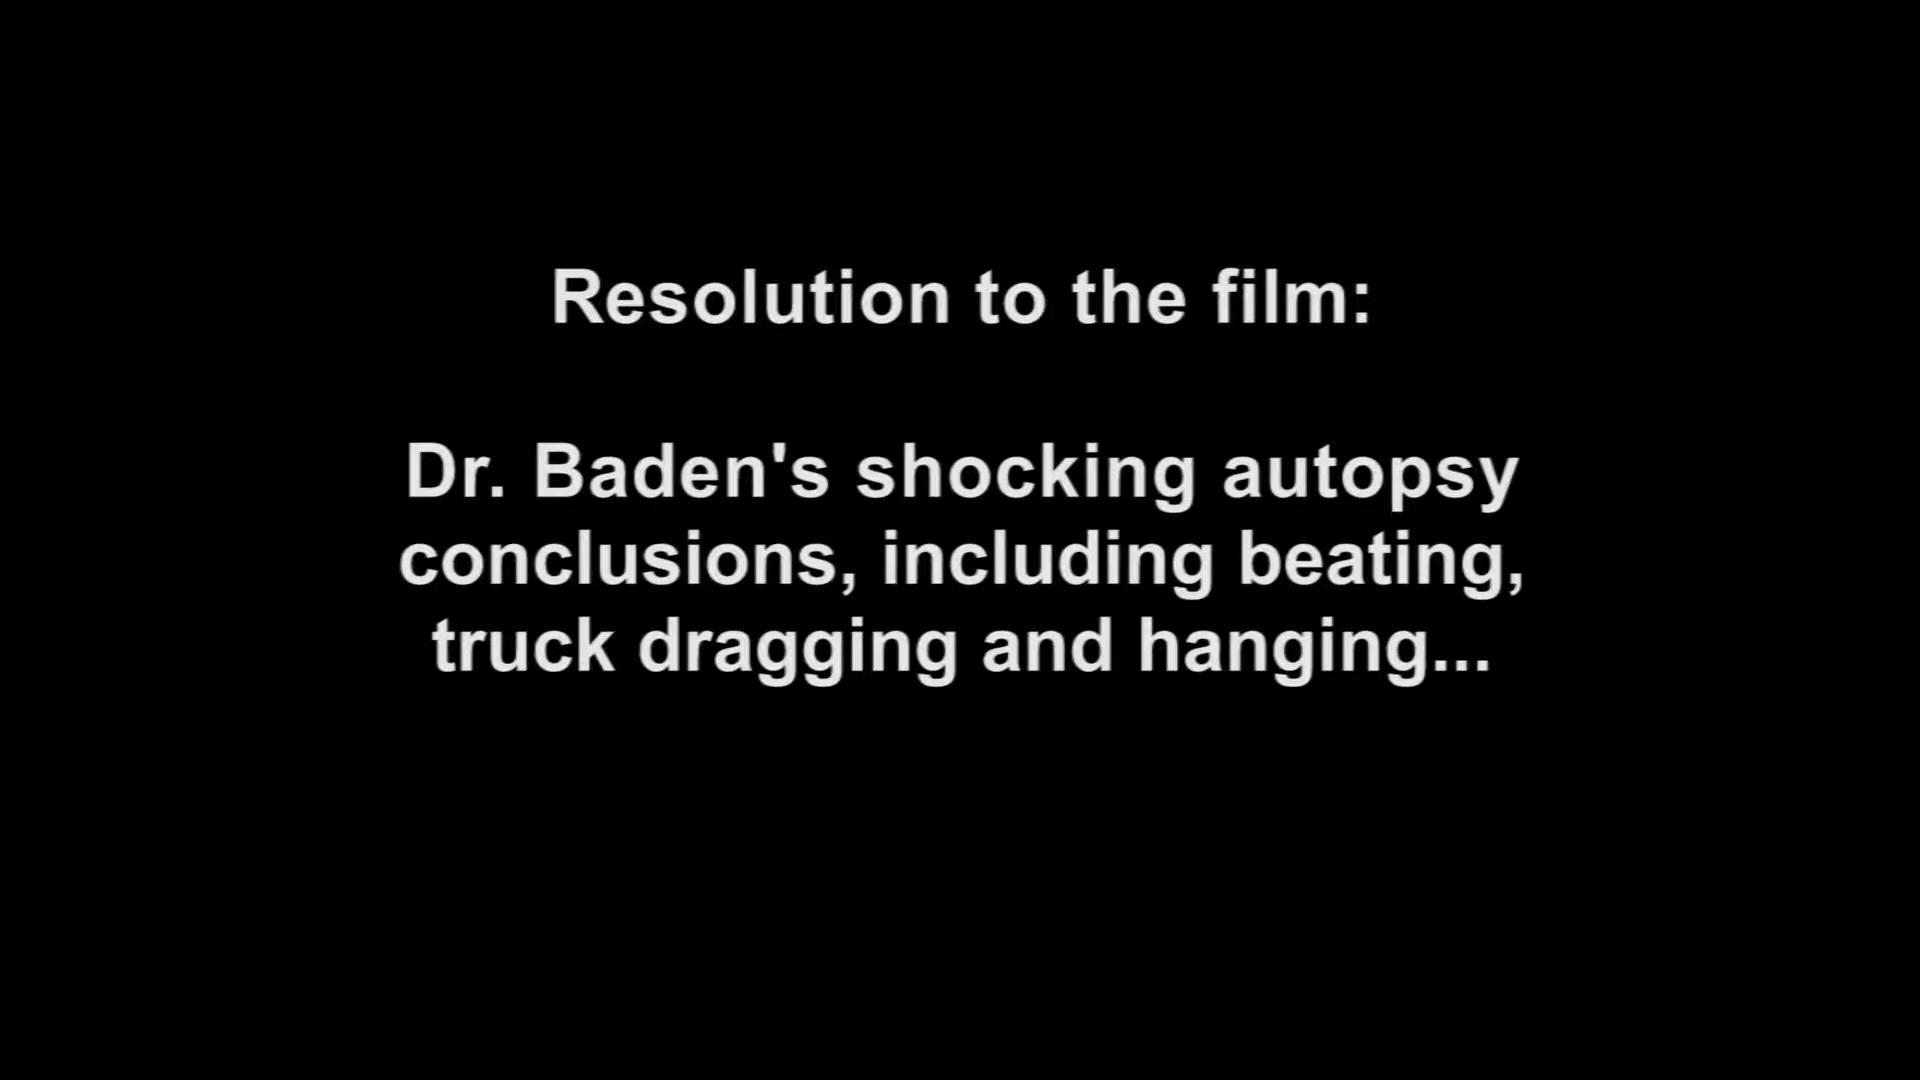 Resolution to the film:
Dr. Baden's shocking autopsy
conclusions, including beating,
truck dragging and hanging...